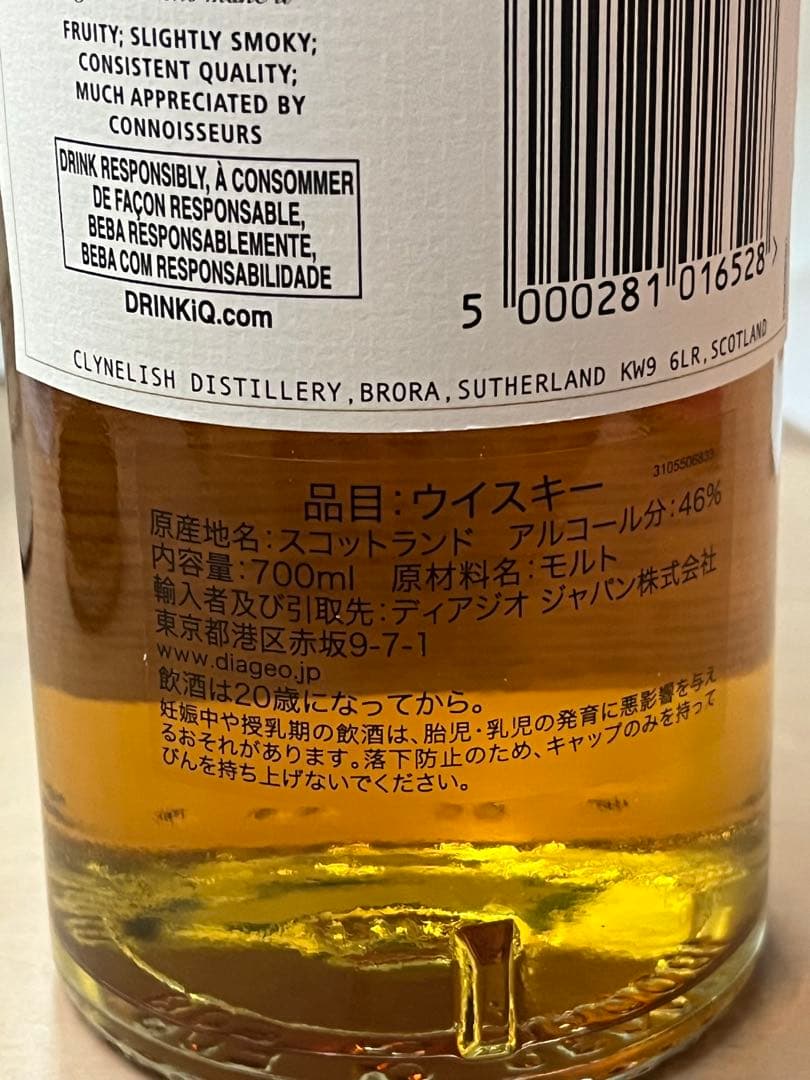 FRUITY; SLIGHTLY SMOKY;
CONSISTENT QUALITY;
MUCH APPRECIATED BY
CONNOISSEURS
DRINK RESPONSIBLY, À CONSOMMER
DE FAÇON RESPONSABLE,
BEBA RESPONSABLEMENTE,
BEBA COM RESPONSABILIDADE
DRINKiQ.com
5 000281 016528 >
CLYNELISH DISTILLERY, BRORA, SUTHERLAND KW9 6LR, SCOTLAND
3105506833
品目:ウイスキー
原産地名:スコットランド アルコール分:46%
内容量:700ml 原材料名:モルト
輸入者及び引取先:ディアジオ ジャパン株式会社
東京都港区赤坂9-7-1
www.diageo.jp
飲酒は20歳になってから。
妊娠中や授乳期の飲酒は、胎児・乳児の発育に悪影響を与え
るおそれがあります。落下防止のため、キャップのみを持って
びんを持ち上げないでください。